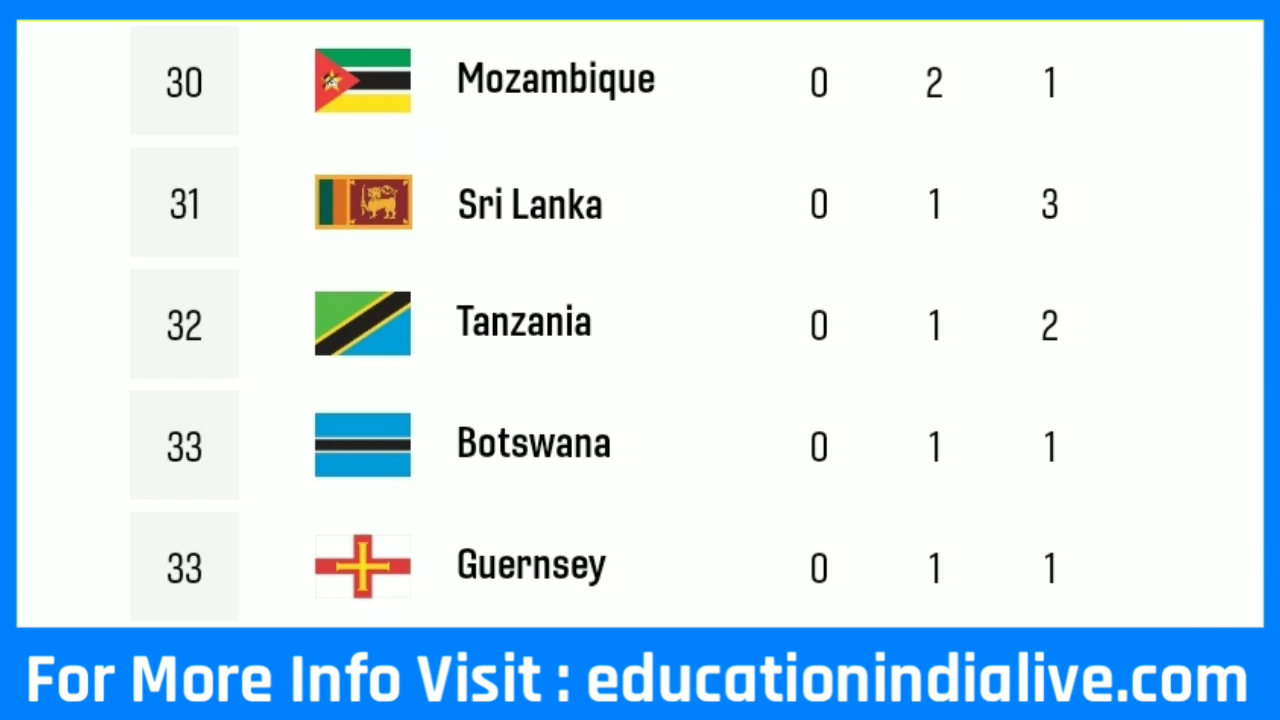 30 Mozambique 0 2 1
31 Sri Lanka 0 1 3
32 Tanzania 0 1 2
33 Botswana 0 1 1
33 Guernsey 0 1 1
For More Info Visit : educationindialive.com